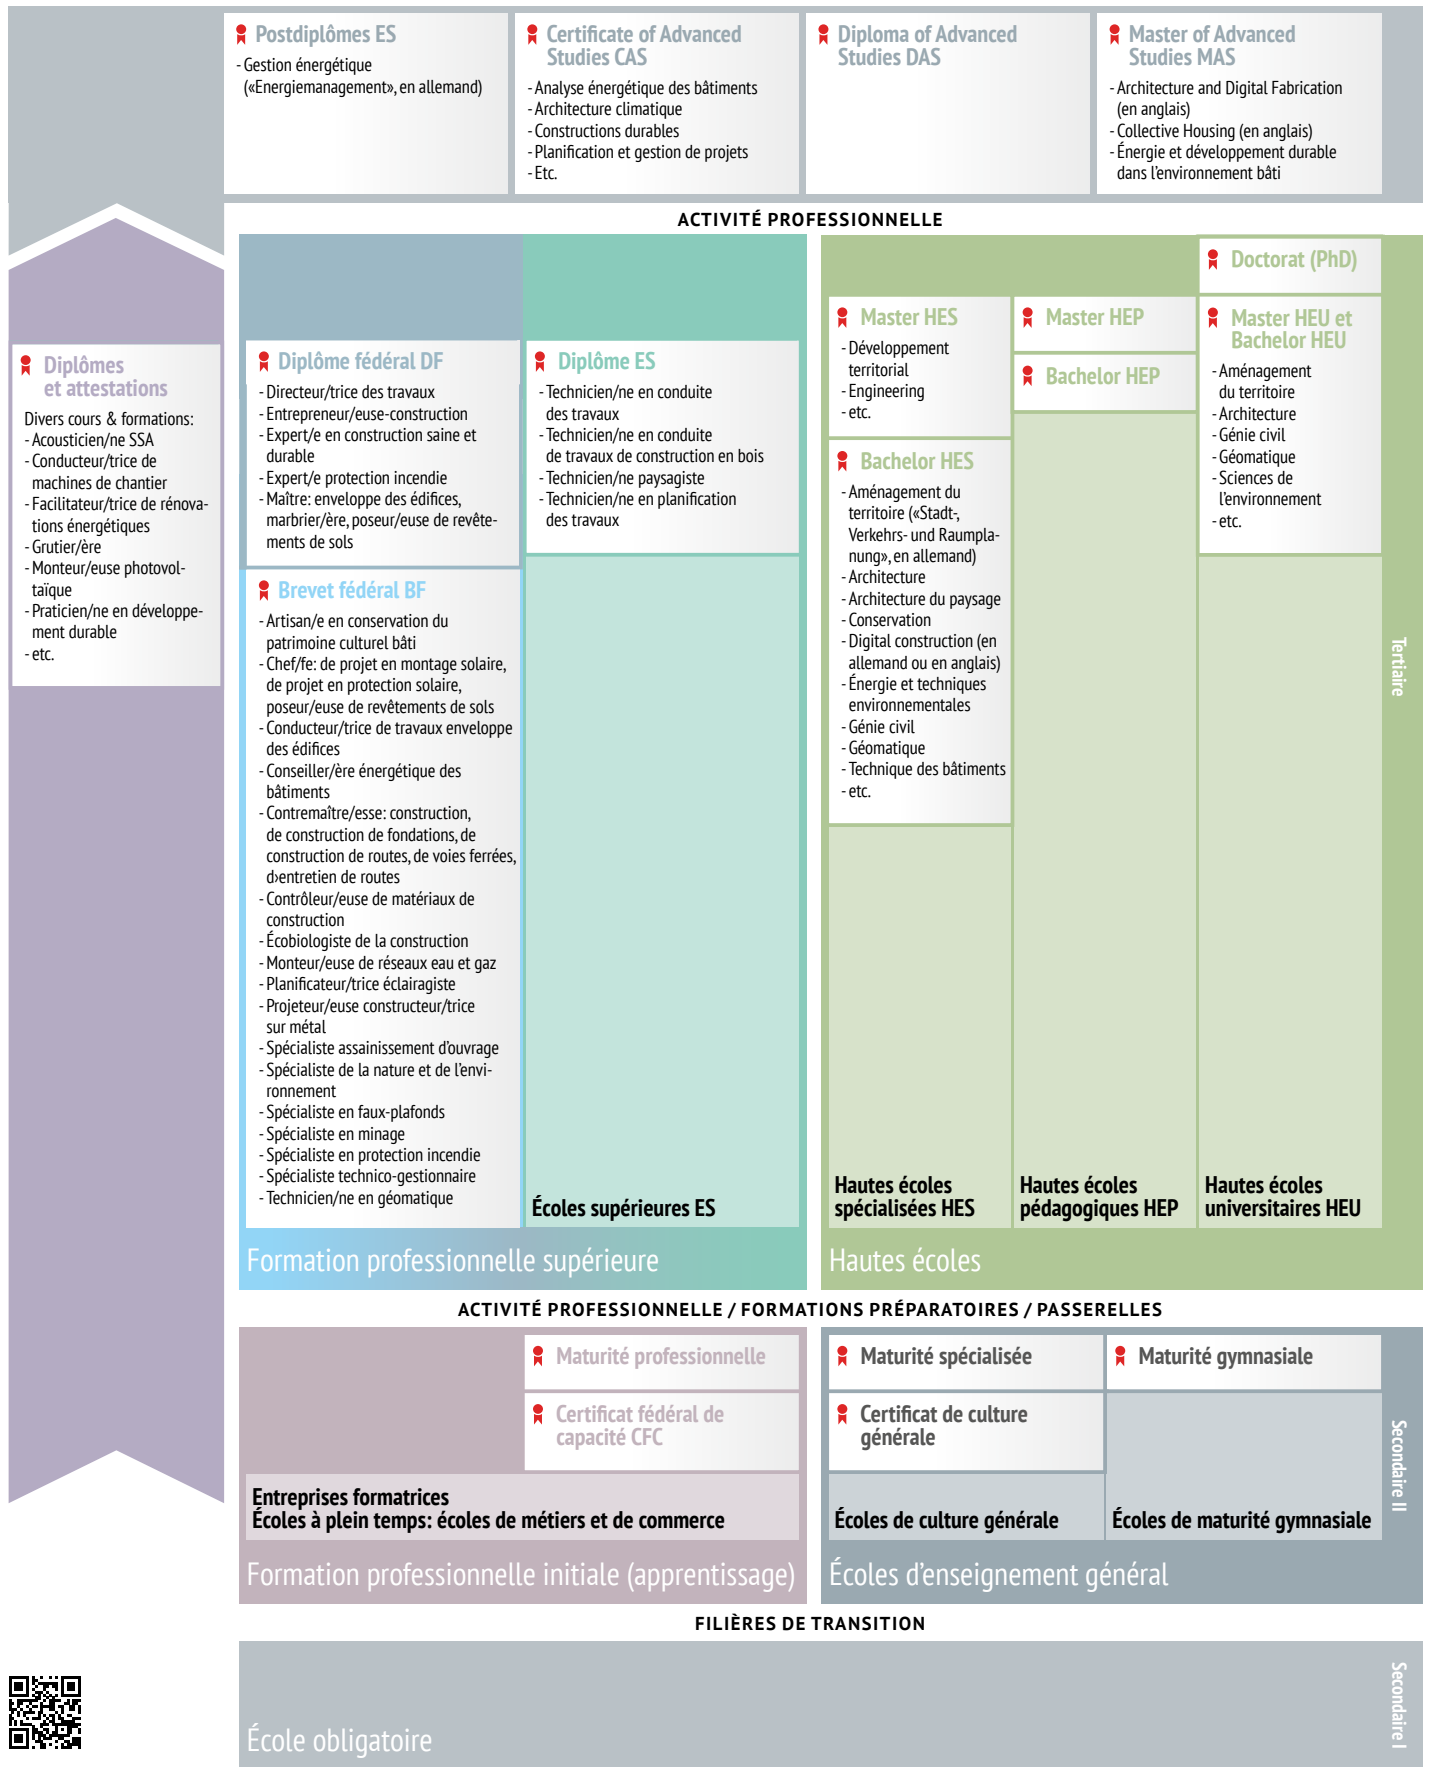 Postdiplômes ES
- Gestion énergétique
(«Energiemanagement», en allemand)
Certificate of Advanced
Studies CAS
- Analyse énergétique des bâtiments
- Architecture climatique
- Constructions durables
- Planification et gestion de projets
- Etc.
Diploma of Advanced
Studies DAS
Master of Advanced
Studies MAS
- Architecture and Digital Fabrication
(en anglais)
- Collective Housing (en anglais)
- Énergie et développement durable
dans l’environnement bâti
ACTIVITÉ PROFESSIONNELLE
Diplômes
et attestations
Divers cours & formations:
- Acousticien/ne SSA
- Conducteur/trice de
machines de chantier
- Facilitateur/trice de rénova-
tions énergétiques
- Grutier/ère
- Monteur/euse photovol-
taïque
- Praticien/ne en développe-
ment durable
- etc.
Diplôme fédéral DF
- Directeur/trice des travaux
- Entrepreneur/euse-construction
- Expert/e en construction saine et
durable
- Expert/e protection incendie
- Maître: enveloppe des édifices,
marbrier/ère, poseur/euse de revête-
ments de sols
Brevet fédéral BF
- Artisan/e en conservation du
patrimoine culturel bâti
- Chef/fe: de projet en montage solaire,
de projet en protection solaire,
poseur/euse de revêtements de sols
- Conducteur/trice de travaux enveloppe
des édifices
- Conseiller/ère énergétique des
bâtiments
- Contremaître/esse: construction,
de construction de fondations, de
construction de routes, de voies ferrées,
d›entretien de routes
- Contrôleur/euse de matériaux de
construction
- Écobiologiste de la construction
- Monteur/euse de réseaux eau et gaz
- Planificateur/trice éclairagiste
- Projeteur/euse constructeur/trice
sur métal
- Spécialiste assainissement d’ouvrage
- Spécialiste de la nature et de l’envi-
ronnement
- Spécialiste en faux-plafonds
- Spécialiste en minage
- Spécialiste en protection incendie
- Spécialiste technico-gestionnaire
- Technicien/ne en géomatique
Diplôme ES
- Technicien/ne en conduite
des travaux
- Technicien/ne en conduite
de travaux de construction en bois
- Technicien/ne paysagiste
- Technicien/ne en planification
des travaux
Écoles supérieures ES
Formation professionnelle supérieure
Master HES
- Développement
territorial
- Engineering
- etc.
Bachelor HES
- Aménagement du
territoire («Stadt-,
Verkehrs- und Raumpla-
nung», en allemand)
- Architecture
- Architecture du paysage
- Conservation
- Digital construction (en
allemand ou en anglais)
- Énergie et techniques
environnementales
- Génie civil
- Géomatique
- Technique des bâtiments
- etc.
Hautes écoles
spécialisées HES
Master HEP
Bachelor HEP
Hautes écoles
pédagogiques HEP
Doctorat (PhD)
Master HEU et
Bachelor HEU
- Aménagement
du territoire
- Architecture
- Génie civil
- Géomatique
- Sciences de
l’environnement
- etc.
Hautes écoles
universitaires HEU
Hautes écoles
Tertiaire
ACTIVITÉ PROFESSIONNELLE / FORMATIONS PRÉPARATOIRES / PASSERELLES
Maturité professionnelle
Certificat fédéral de
capacité CFC
Entreprises formatrices
Écoles à plein temps: écoles de métiers et de commerce
Formation professionnelle initiale (apprentissage)
Maturité spécialisée
Certificat de culture
générale
Écoles de culture générale
Maturité gymnasiale
Écoles de maturité gymnasiale
Écoles d’enseignement général
Secondaire II
FILIÈRES DE TRANSITION
École obligatoire
Secondaire I